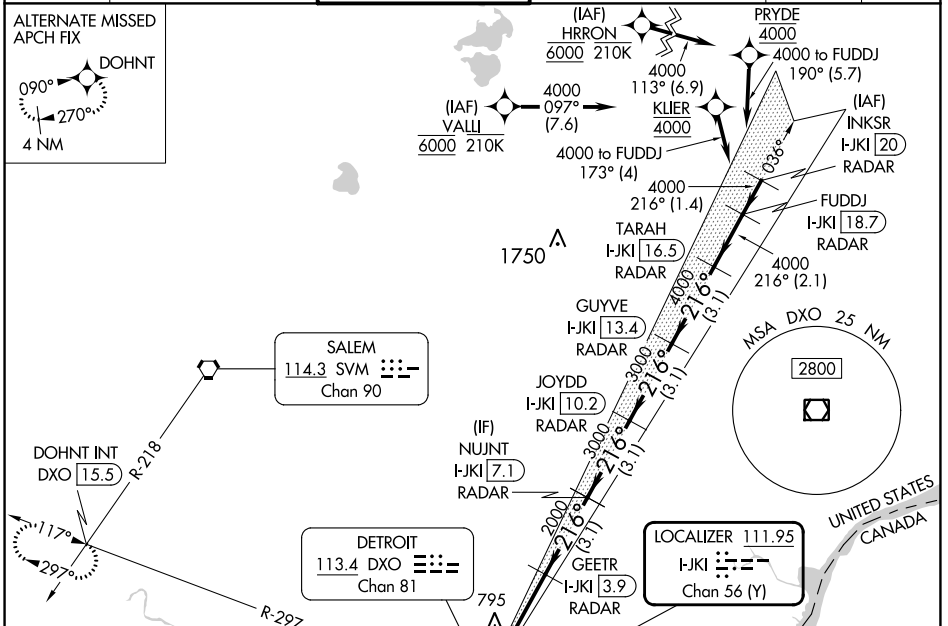 ALTERNATE MISSED
APCH FIX
DOHNT
090°
270°
4 NM
(IAF)
HRRON
6000 210K
4000
113° (6.9)
PRYDE
4000
4000 to FUDDJ
190° (5.7)
(IAF)
VALLI
6000 210K
4000
097°
(7.6)
KLIER
4000
4000 to FUDDJ
173° (4)
036°
(IAF)
INKSR
I-JKI 20
RADAR
4000
216° (1.4)
FUDDJ
I-JKI 18.7
RADAR
TARAH
I-JKI 16.5
RADAR
4000
216° (2.1)
1750
4000
216°
(3.1)
GUYVE
I-JKI 13.4
RADAR
3000
216°
(3.1)
JOYDD
I-JKI 10.2
RADAR
3000
216°
(3.1)
(IF)
NUJNT
I-JKI 7.1
RADAR
2000
216°
(3.1)
GEETR
I-JKI 3.9
RADAR
MSA DXO 25 NM
2800
SALEM
114.3 SVM
Chan 90
R-218
DOHNT INT
DXO 15.5
117°
297°
R-297
DETROIT
113.4 DXO
Chan 81
795
LOCALIZER 111.95
I-JKI
Chan 56 (Y)
UNITED STATES
CANADA